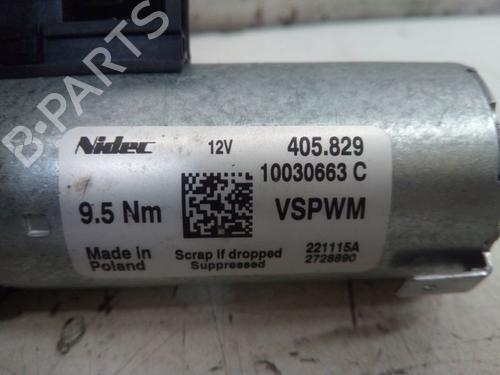 B-PARTS
Nidec 12V 405.829
10030663 C
9.5 Nm VSPWM
Made in Poland
Scrap if dropped
Suppressed
221115A
2728890